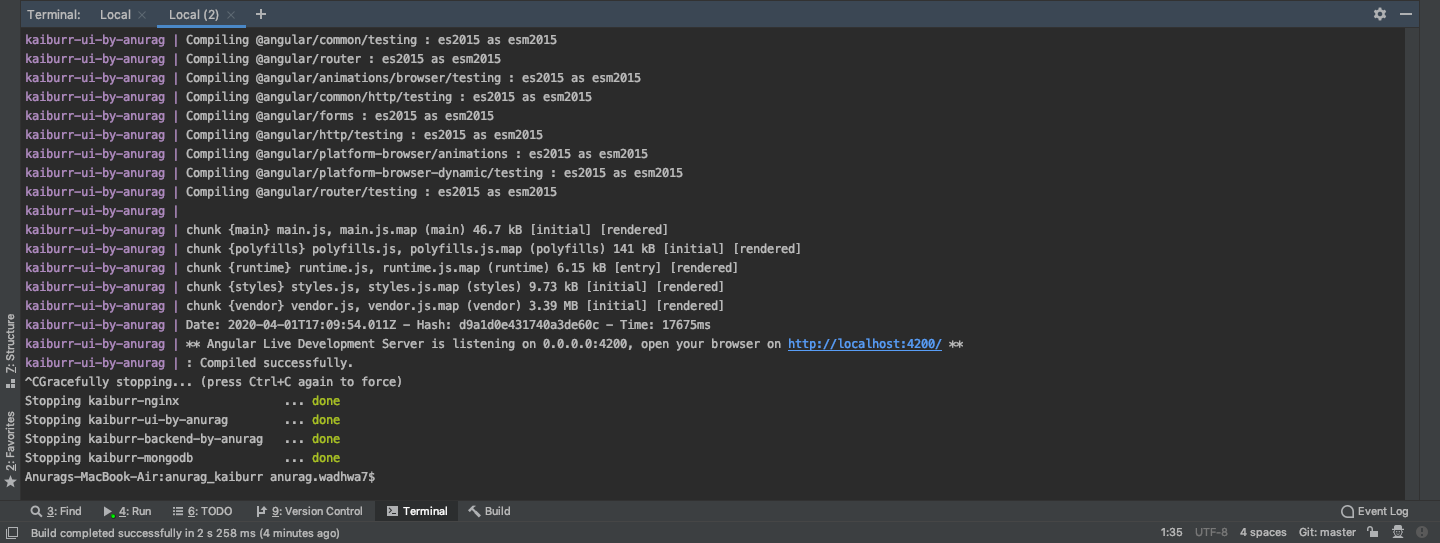 Terminal: Local × Local (2) × +
kaiburr-ui-by-anurag | Compiling @angular/common/testing : es2015 as esm2015
kaiburr-ui-by-anurag | Compiling @angular/router : es2015 as esm2015
kaiburr-ui-by-anurag | Compiling @angular/animations/browser/testing : es2015 as esm2015
kaiburr-ui-by-anurag | Compiling @angular/common/http/testing : es2015 as esm2015
kaiburr-ui-by-anurag | Compiling @angular/forms : es2015 as esm2015
kaiburr-ui-by-anurag | Compiling @angular/http/testing : es2015 as esm2015
kaiburr-ui-by-anurag | Compiling @angular/platform-browser/animations : es2015 as esm2015
kaiburr-ui-by-anurag | Compiling @angular/platform-browser-dynamic/testing : es2015 as esm2015
kaiburr-ui-by-anurag | Compiling @angular/router/testing : es2015 as esm2015
kaiburr-ui-by-anurag |
kaiburr-ui-by-anurag | chunk {main} main.js, main.js.map (main) 46.7 kB [initial] [rendered]
kaiburr-ui-by-anurag | chunk {polyfills} polyfills.js, polyfills.js.map (polyfills) 141 kB [initial] [rendered]
kaiburr-ui-by-anurag | chunk {runtime} runtime.js, runtime.js.map (runtime) 6.15 kB [entry] [rendered]
kaiburr-ui-by-anurag | chunk {styles} styles.js, styles.js.map (styles) 9.73 kB [initial] [rendered]
kaiburr-ui-by-anurag | chunk {vendor} vendor.js, vendor.js.map (vendor) 3.39 MB [initial] [rendered]
kaiburr-ui-by-anurag | Date: 2020-04-01T17:09:54.011Z - Hash: d9a1d0e431740a3de60c - Time: 17675ms
kaiburr-ui-by-anurag | ** Angular Live Development Server is listening on 0.0.0.0:4200, open your browser on http://localhost:4200/ **
kaiburr-ui-by-anurag | : Compiled successfully.
^CGracefully stopping... (press Ctrl+C again to force)
Stopping kaiburr-nginx ... done
Stopping kaiburr-ui-by-anurag ... done
Stopping kaiburr-backend-by-anurag ... done
Stopping kaiburr-mongodb ... done
Anurags-MacBook-Air:anurag_kaiburr anurag.wadhwa7$
Z: Structure
2: Favorites
3: Find 4: Run 6: TODO 9: Version Control Terminal Build Event Log
Build completed successfully in 2 s 258 ms (4 minutes ago) 1:35 UTF-8 4 spaces Git: master